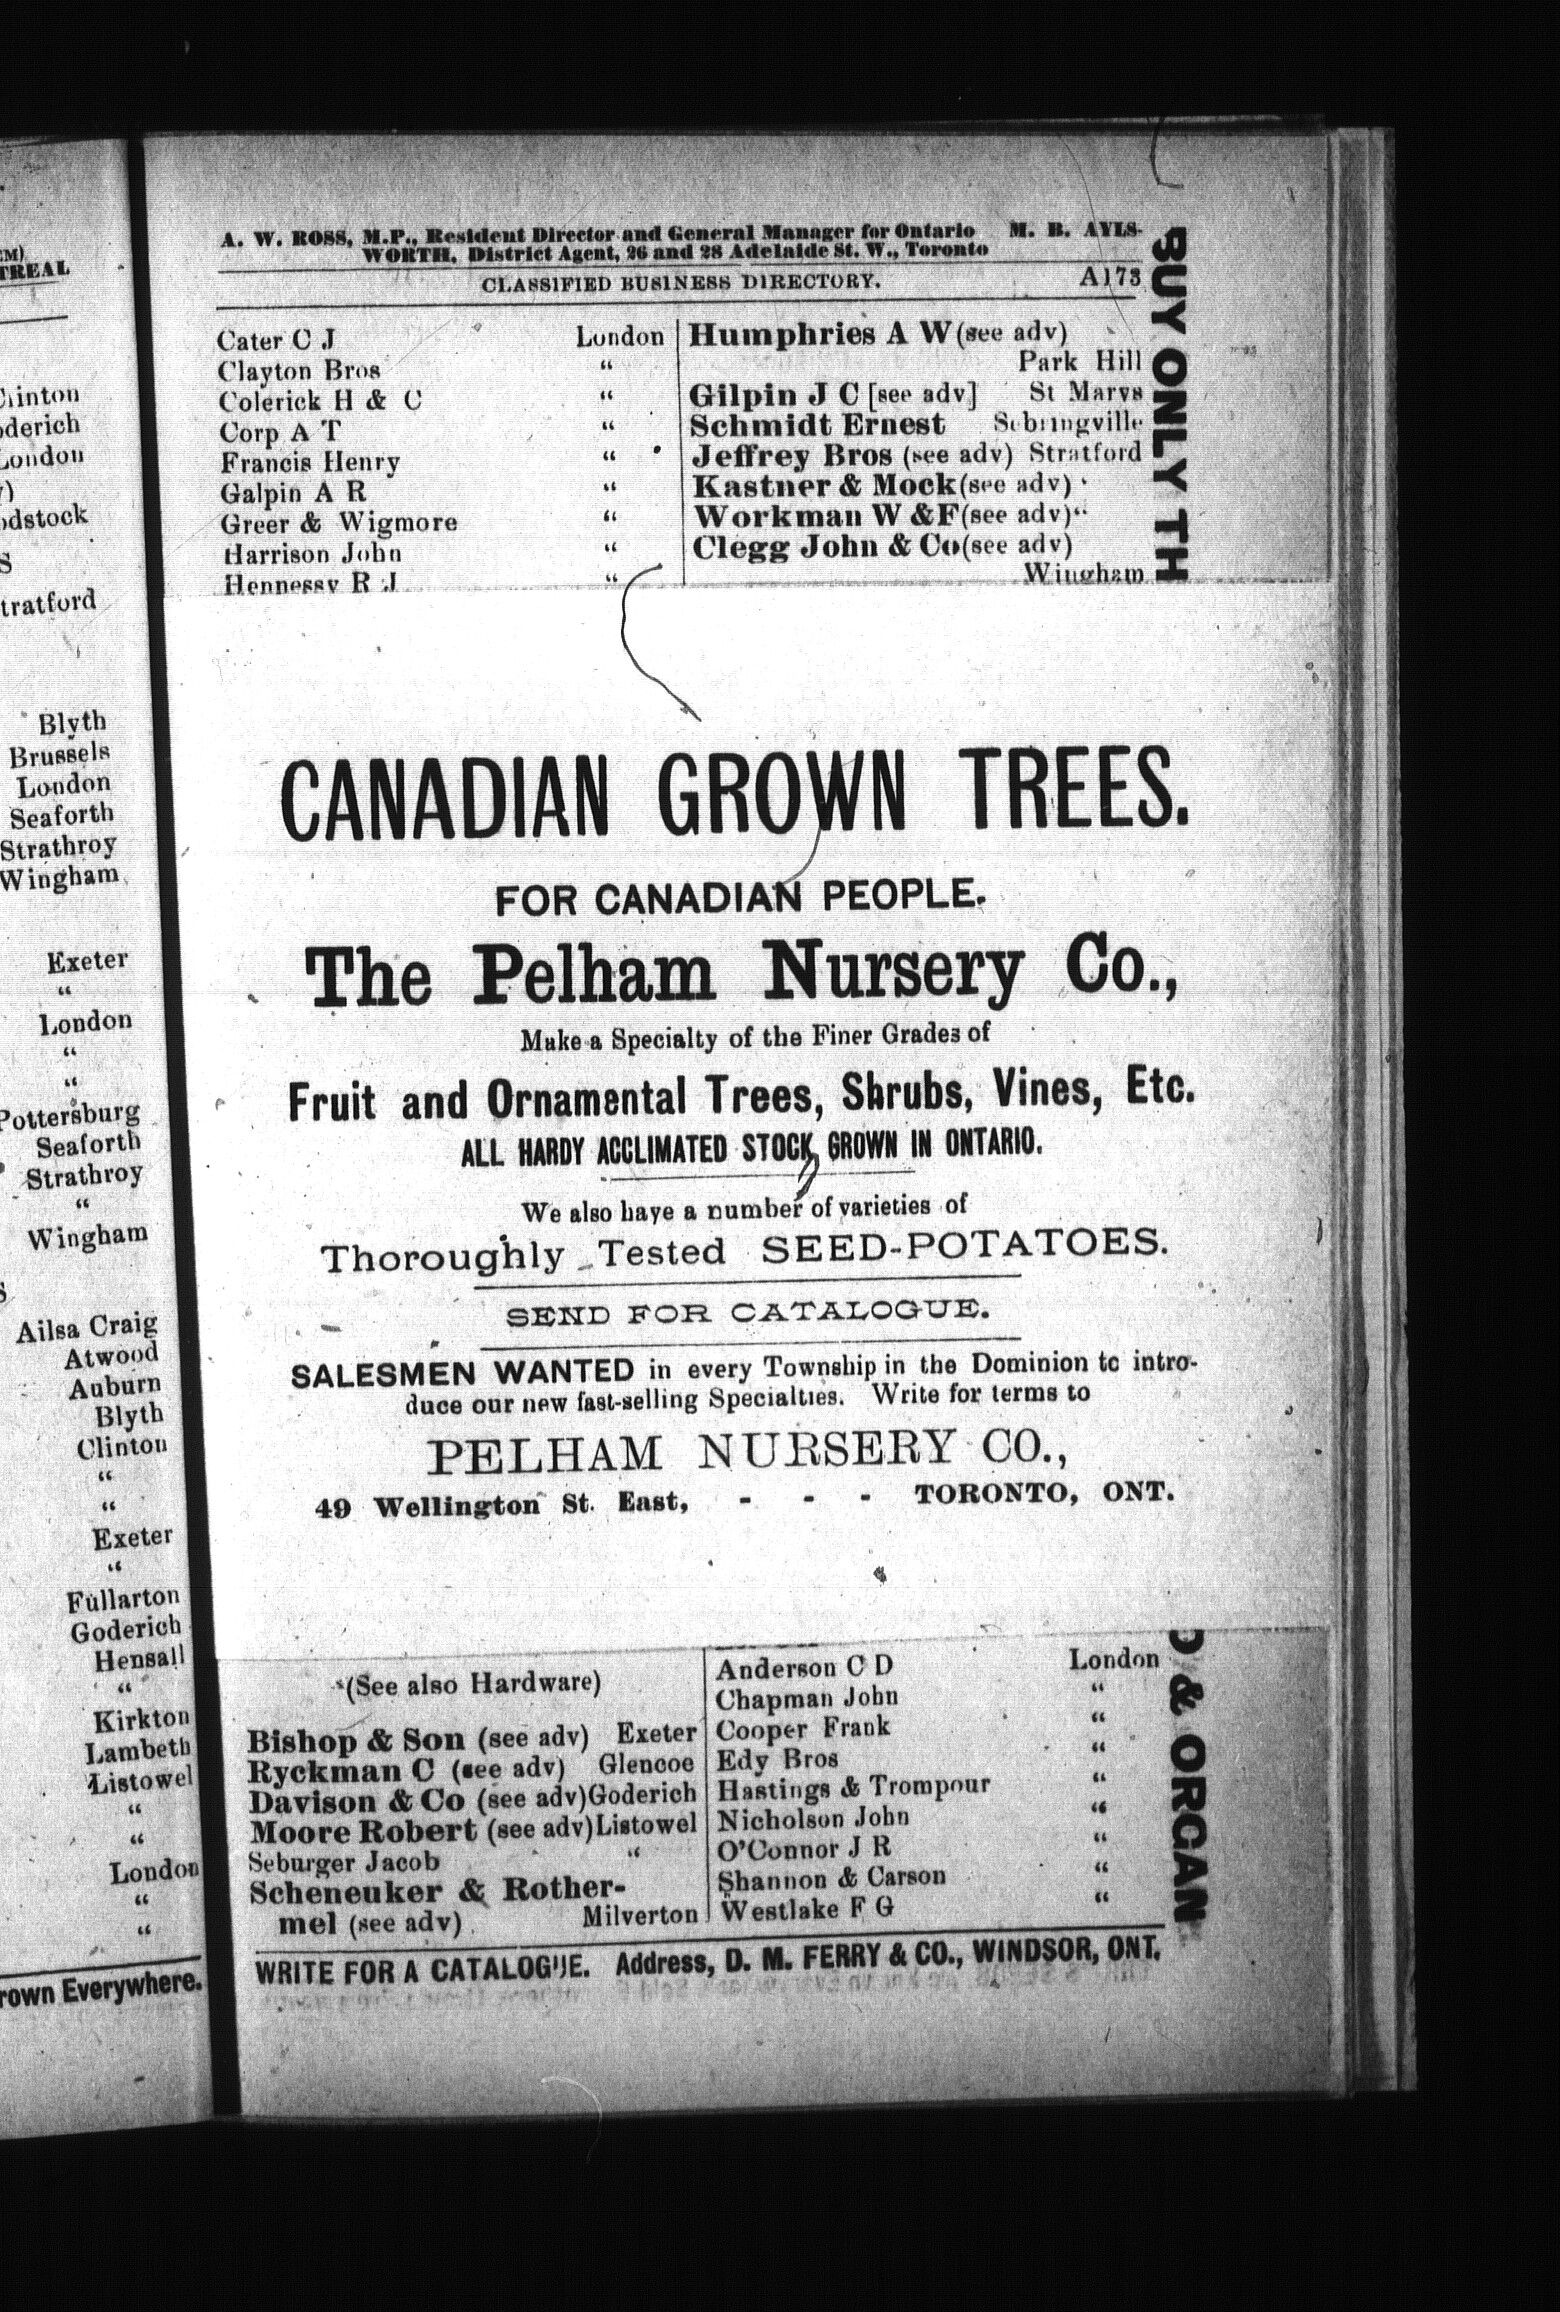 EM)
TREAL
Clinton
oderich
London
odstock
S
tratford
Blyth
Brussels
London
Seaforth
Strathroy
Wingham
Exeter
“
London
“
“
Pottersburg
Seaforth
Strathroy
“
Wingham
S
Ailsa Craig
Atwood
Auburn
Blyth
Clinton
“
“
Exeter
“
Fullarton
Goderich
Hensall
“
Kirkton
Lambeth
Listowel
“
“
London
“
“
rown Everywhere.
A. W. ROSS, M.P., Resident Director and General Manager for Ontario M. B. AYLS-
WORTH, District Agent, 26 and 28 Adelaide St. W., Toronto
CLASSIFIED BUSINESS DIRECTORY. A173
Cater C J London
Clayton Bros “
Colerick H & C “
Corp A T “
Francis Henry “
Galpin A R “
Greer & Wigmore “
Harrison John “
Hennessy R J “
Humphries A W (see adv)
Park Hill
Gilpin J C [see adv] St Marys
Schmidt Ernest Sebringville
Jeffrey Bros (see adv) Stratford
Kastner & Mock (see adv) “
Workman W & F (see adv) “
Clegg John & Co (see adv)
Wingham
BUY ONLY TH
CANADIAN GROWN TREES.
FOR CANADIAN PEOPLE.
The Pelham Nursery Co.,
Make a Specialty of the Finer Grades of
Fruit and Ornamental Trees, Shrubs, Vines, Etc.
ALL HARDY ACCLIMATED STOCK, GROWN IN ONTARIO.
We also haye a number of varieties of
Thoroughly Tested SEED-POTATOES.
SEND FOR CATALOGUE.
SALESMEN WANTED in every Township in the Dominion to intro-
duce our new fast-selling Specialties. Write for terms to
PELHAM NURSERY CO.,
49 Wellington St. East, - - - TORONTO, ONT.
(See also Hardware)
Bishop & Son (see adv) Exeter
Ryckman C (see adv) Glencoe
Davison & Co (see adv) Goderich
Moore Robert (see adv) Listowel
Seburger Jacob “
Scheneuker & Rother-
mel (see adv) Milverton
Anderson C D London
Chapman John “
Cooper Frank “
Edy Bros “
Hastings & Trompour “
Nicholson John “
O'Connor J R “
Shannon & Carson “
Westlake F G “
& ORGAN
WRITE FOR A CATALOGUE. Address, D. M. FERRY & CO., WINDSOR, ONT.